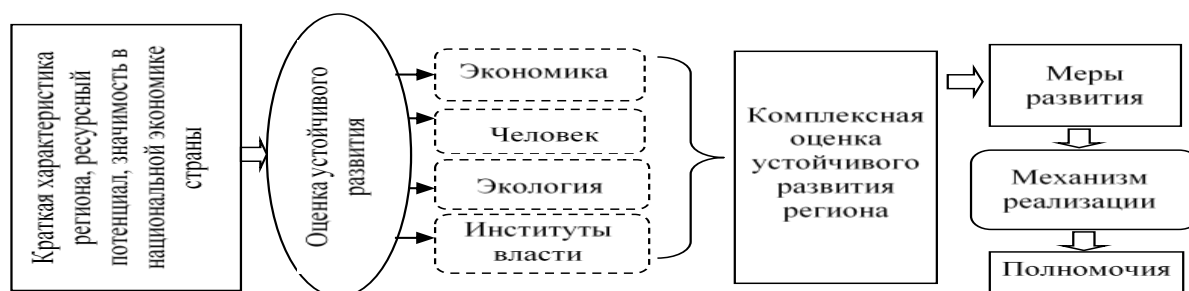 Краткая характеристика
региона, ресурсный
потенциал, значимость в
национальной экономике
страны
Оценка устойчивого
развития
Экономика
Человек
Экология
Институты
власти
Комплексная
оценка
устойчивого
развития
региона
Меры
развития
Механизм
реализации
Полномочия